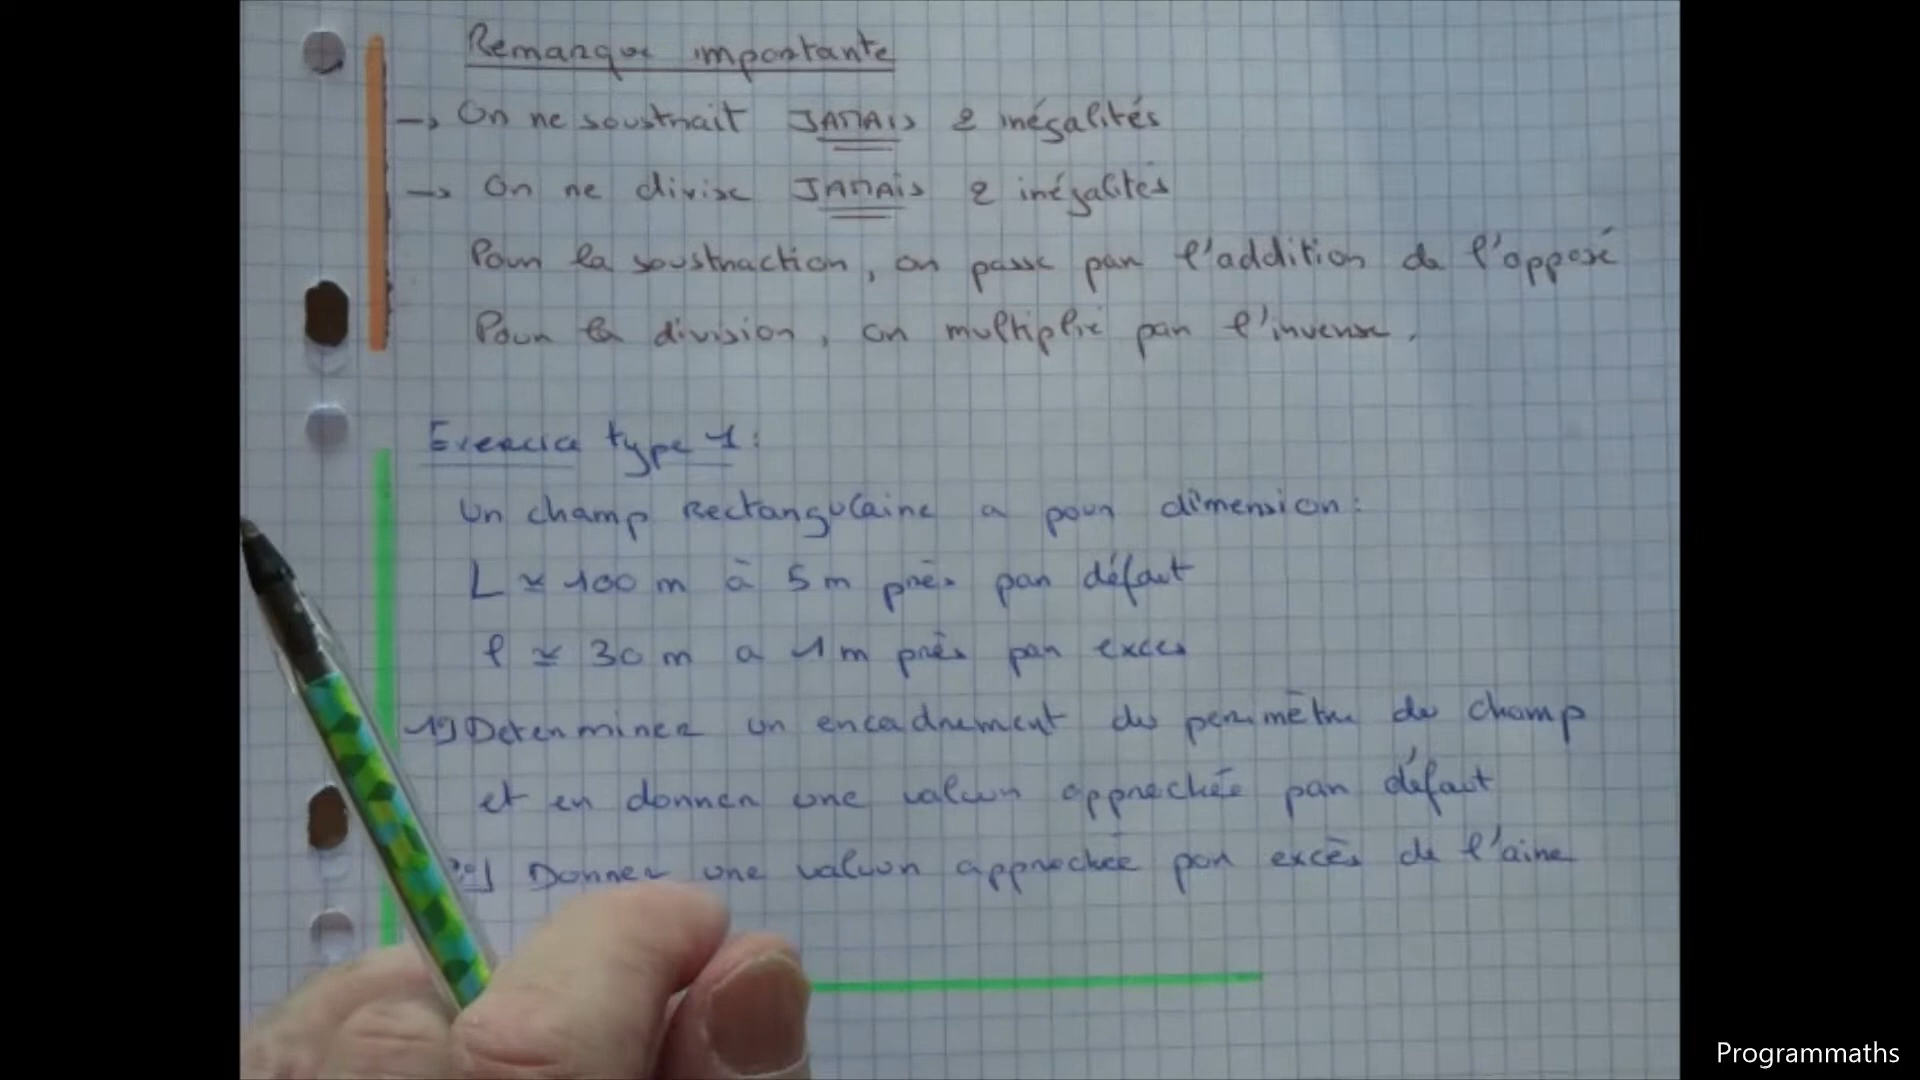 Remarque importante
→ On ne soustrait JAMAIS 2 inégalités
→ On ne divise JAMAIS 2 inégalités
Pour la soustraction, on passe par l'addition de l'opposé
Pour la division, on multiplie par l'inverse.
Exercice type 1:
Un champ Rectangulaire a pour dimension:
L ≃ 100 m à 5 m près par défaut
l ≃ 30 m a 1 m près par exces
1°) Determiner un encadrement du périmètre du champ
et en donner une valeur approchée par défaut
2°) Donner une valeur approchée par excès de l'aire
Programmaths